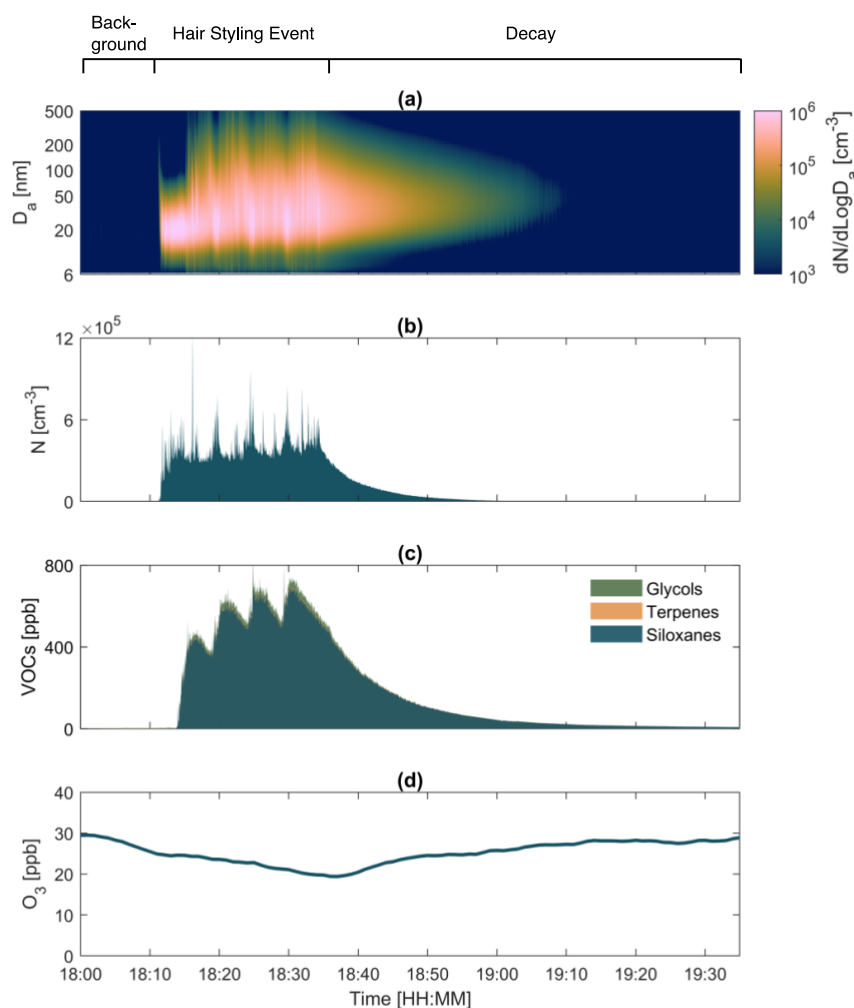 Back-
ground
Hair Styling Event
Decay
(a)
500
200
100
50
20
6
Da [nm]
10^6
10^5
10^4
10^3
dN/dLogDa [cm-3]
(b)
×10^5
12
6
0
N [cm-3]
(c)
800
400
0
VOCs [ppb]
Glycols
Terpenes
Siloxanes
(d)
40
30
20
10
0
O3 [ppb]
18:00 18:10 18:20 18:30 18:40 18:50 19:00 19:10 19:20 19:30
Time [HH:MM]